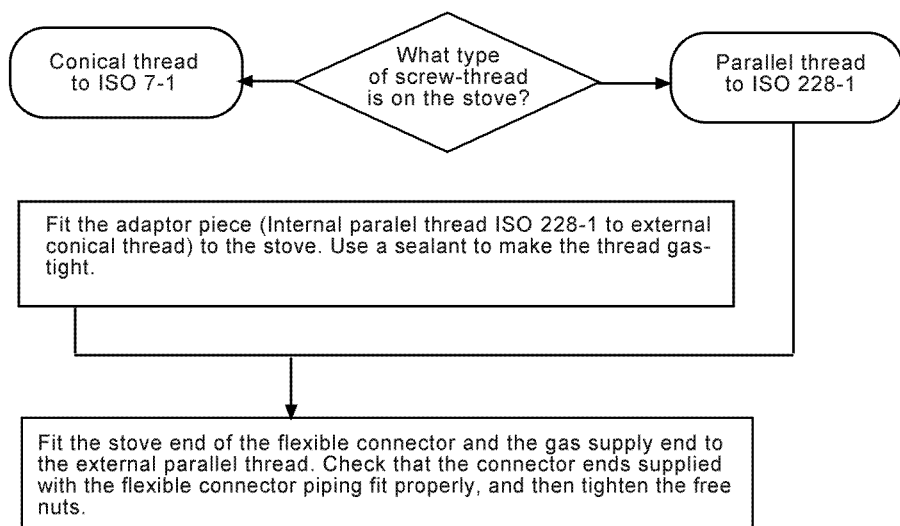 Conical thread
to ISO 7-1
What type
of screw-thread
is on the stove?
Parallel thread
to ISO 228-1
Fit the adaptor piece (Internal paralel thread ISO 228-1 to external
conical thread) to the stove. Use a sealant to make the thread gas-
tight.
Fit the stove end of the flexible connector and the gas supply end to
the external parallel thread. Check that the connector ends supplied
with the flexible connector piping fit properly, and then tighten the free
nuts.